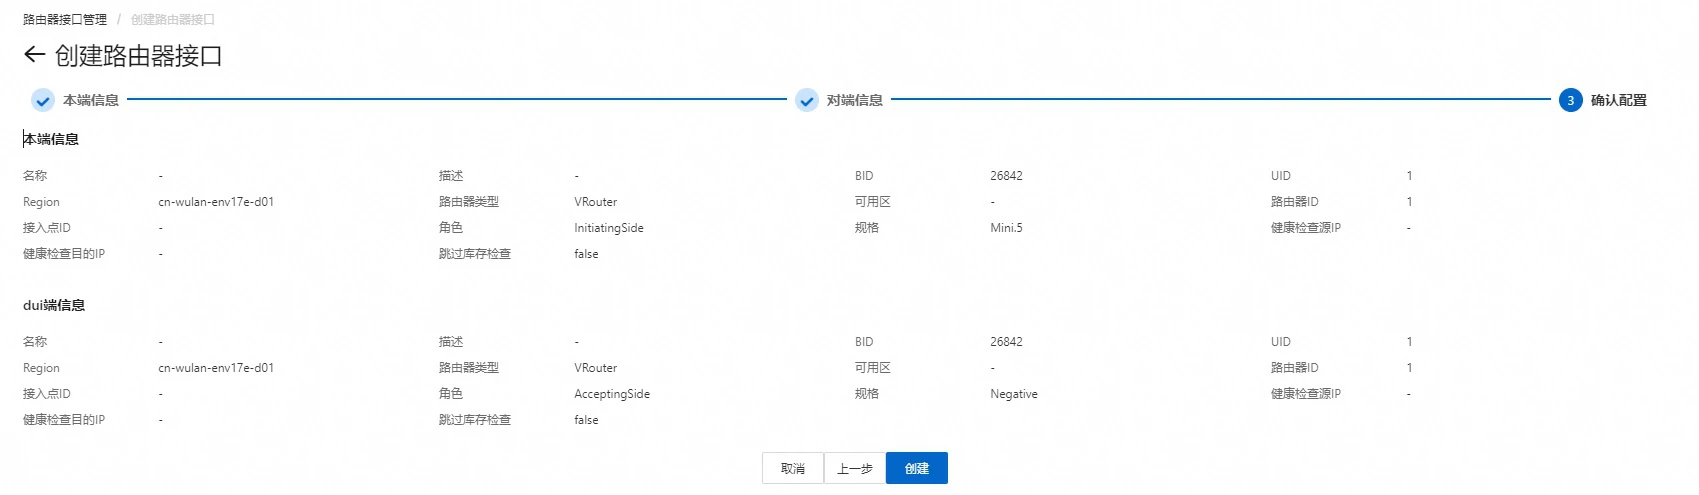 路由器接口管理 / 创建路由器接口
← 创建路由器接口
本端信息 对端信息 3 确认配置
本端信息
名称 - 描述 - BID 26842 UID 1
Region cn-wulan-env17e-d01 路由器类型 VRouter 可用区 - 路由器ID 1
接入点ID - 角色 InitiatingSide 规格 Mini.5 健康检查源IP -
健康检查目的IP - 跳过库存检查 false
dui端信息
名称 - 描述 - BID 26842 UID 1
Region cn-wulan-env17e-d01 路由器类型 VRouter 可用区 - 路由器ID 1
接入点ID - 角色 AcceptingSide 规格 Negative 健康检查源IP -
健康检查目的IP - 跳过库存检查 false
取消 上一步 创建